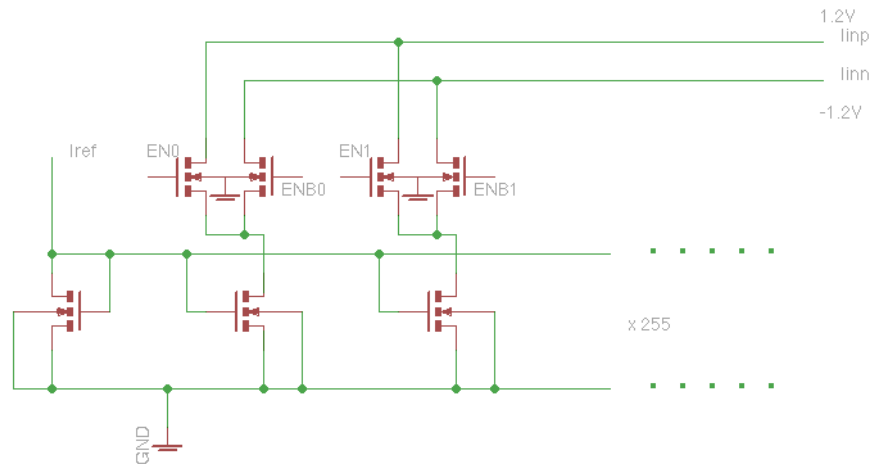 1.2V
Iinp
Iinn
-1.2V
Iref
EN0
ENB0
EN1
ENB1
x 255
GND